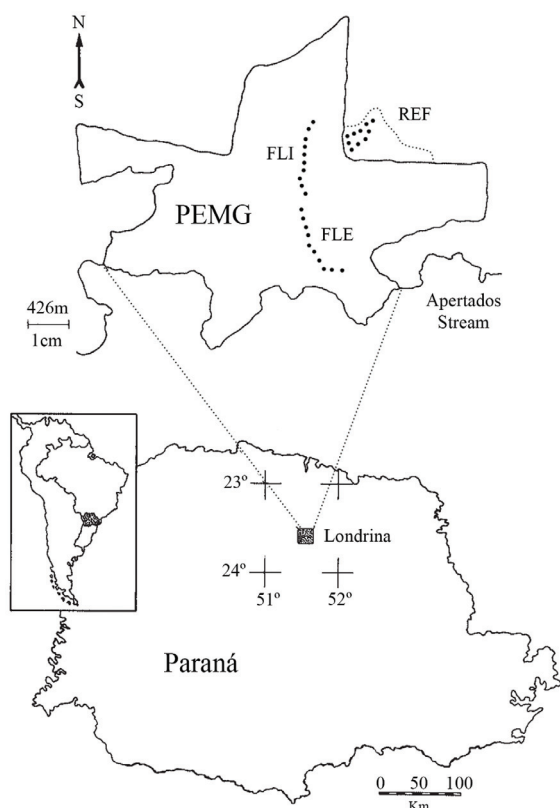 N
S
REF
FLI
PEMG
FLE
426m
1cm
Apertados
Stream
23º
Londrina
24º
51º 52º
Paraná
0 50 100
Km